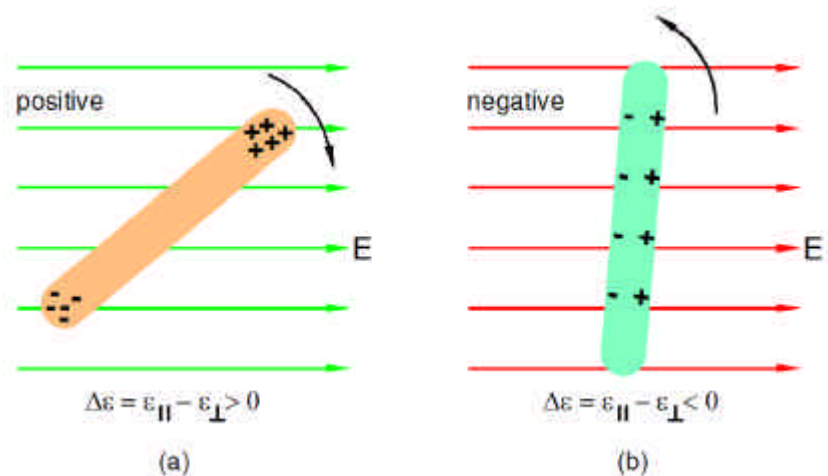 positive
E
Δε = ε∥ − ε⊥ > 0
(a)
negative
E
Δε = ε∥ − ε⊥ < 0
(b)